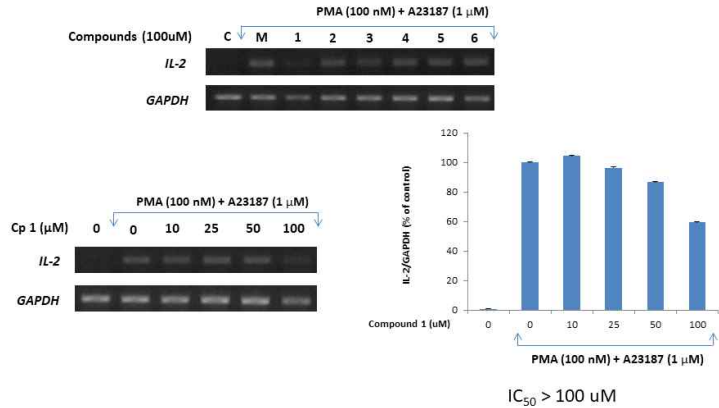 PMA (100 nM) + A23187 (1 μM)
Compounds (100uM) C M 1 2 3 4 5 6
IL-2
GAPDH
PMA (100 nM) + A23187 (1 μM)
Cp 1 (μM) 0 0 10 25 50 100
IL-2
GAPDH
IL-2/GAPDH (% of control)
120
100
80
60
40
20
0
Compound 1 (uM) 0 0 10 25 50 100
PMA (100 nM) + A23187 (1 μM)
IC50 > 100 uM